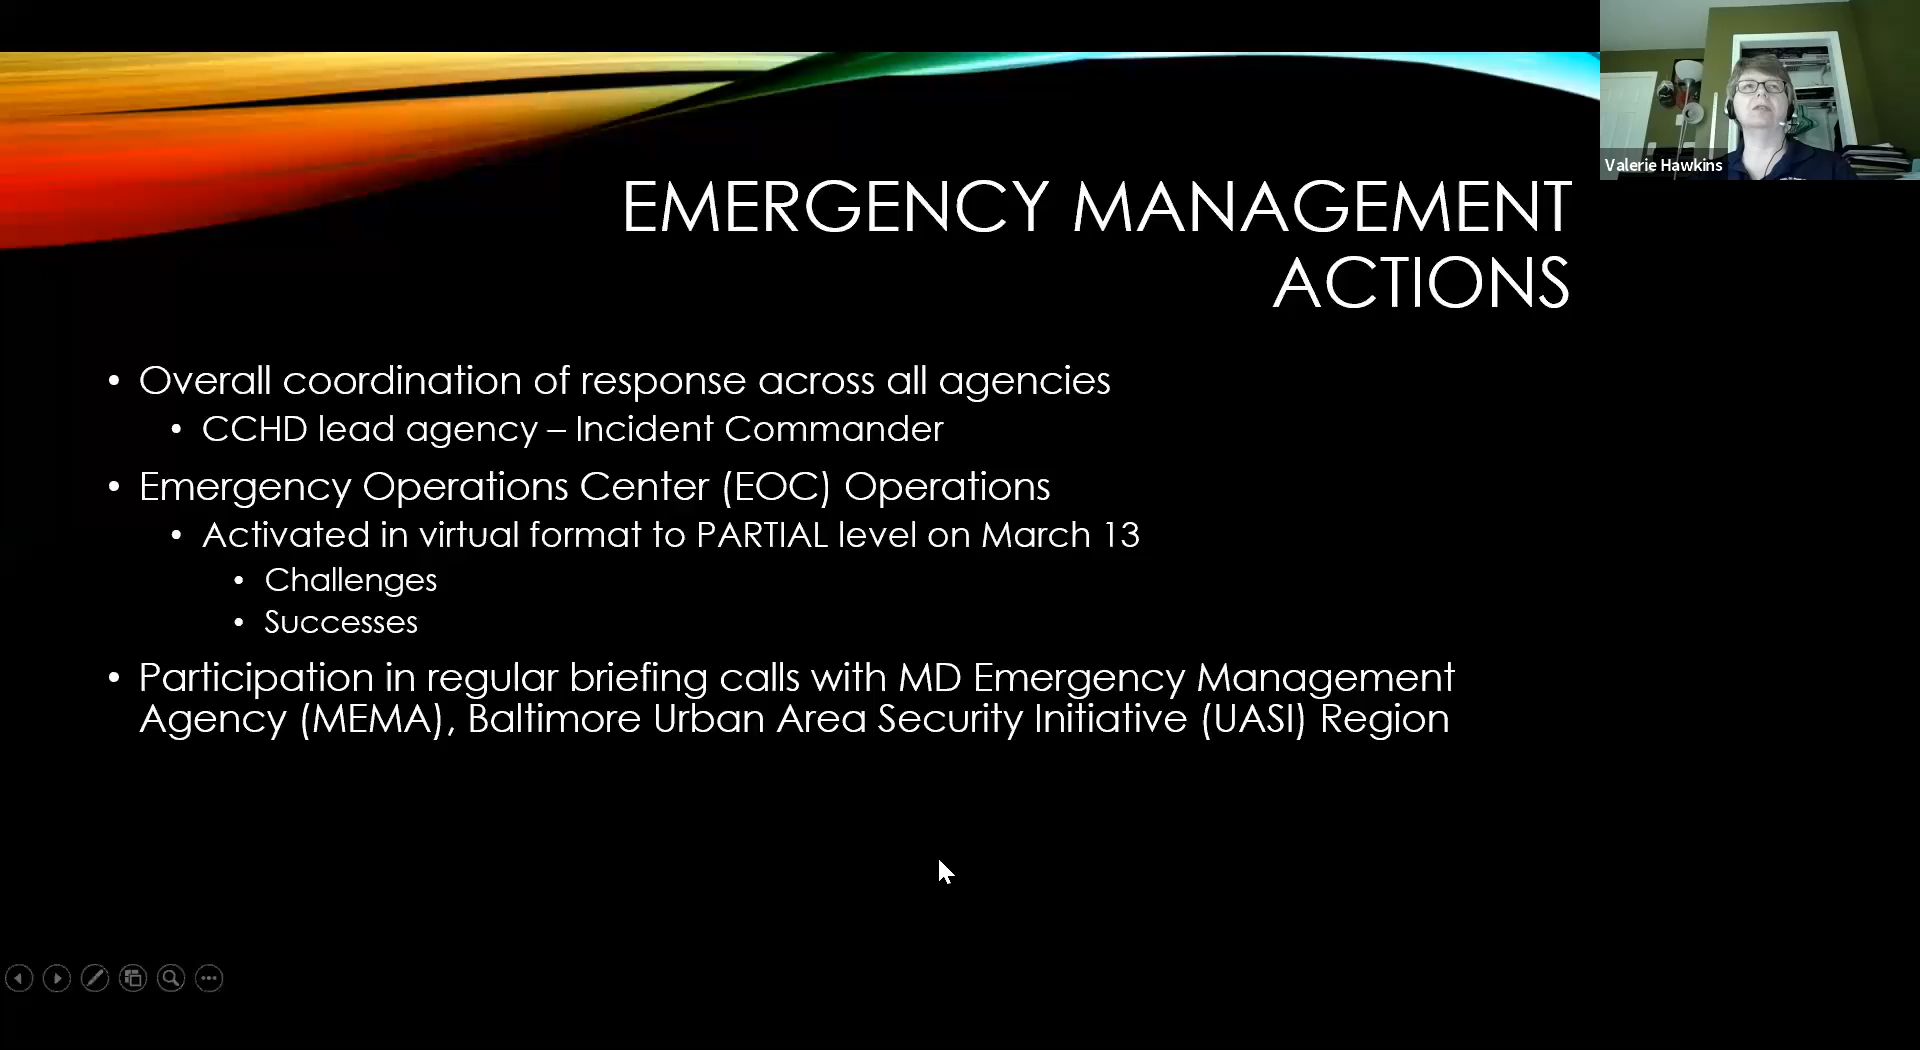 Valerie Hawkins
EMERGENCY MANAGEMENT
ACTIONS
• Overall coordination of response across all agencies
• CCHD lead agency – Incident Commander
• Emergency Operations Center (EOC) Operations
• Activated in virtual format to PARTIAL level on March 13
• Challenges
• Successes
• Participation in regular briefing calls with MD Emergency Management
Agency (MEMA), Baltimore Urban Area Security Initiative (UASI) Region